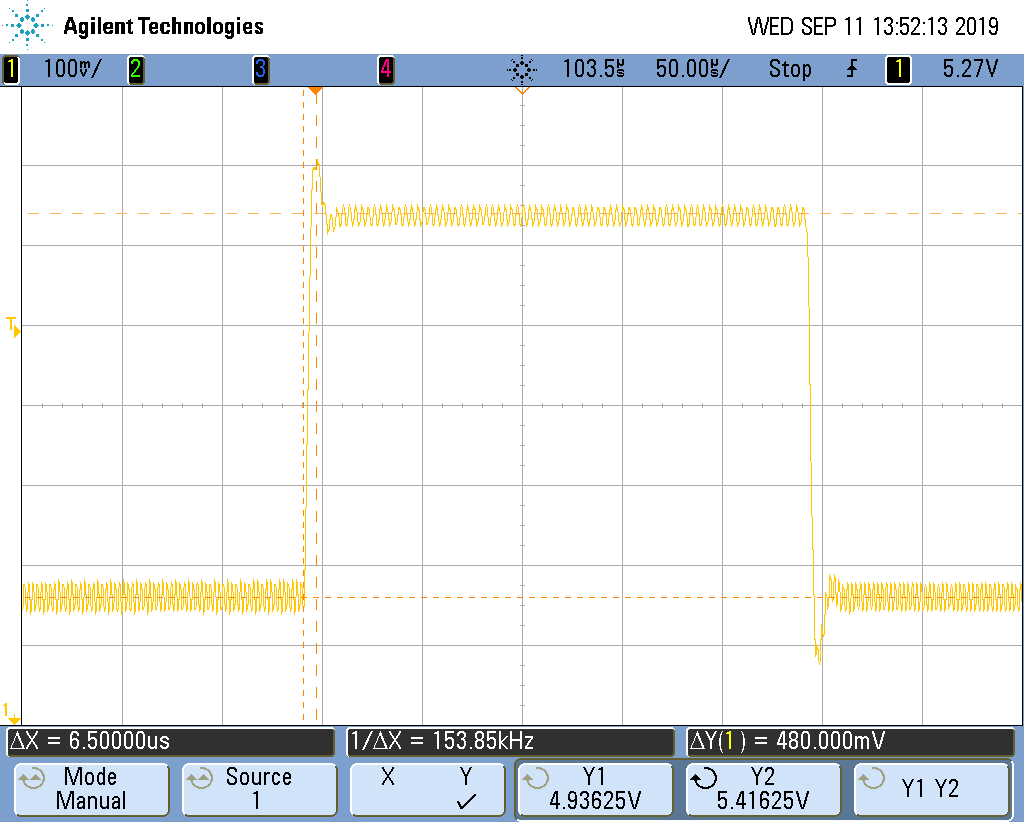 Agilent Technologies WED SEP 11 13:52:13 2019
1 100mV/ 2 3 4 103.5µs 50.00µs/ Stop 1 5.27V
T
1
ΔX = 6.50000us 1/ΔX = 153.85kHz ΔY(1) = 480.000mV
Mode Source X Y Y1 Y2 Y1 Y2
Manual 1 4.93625V 5.41625V